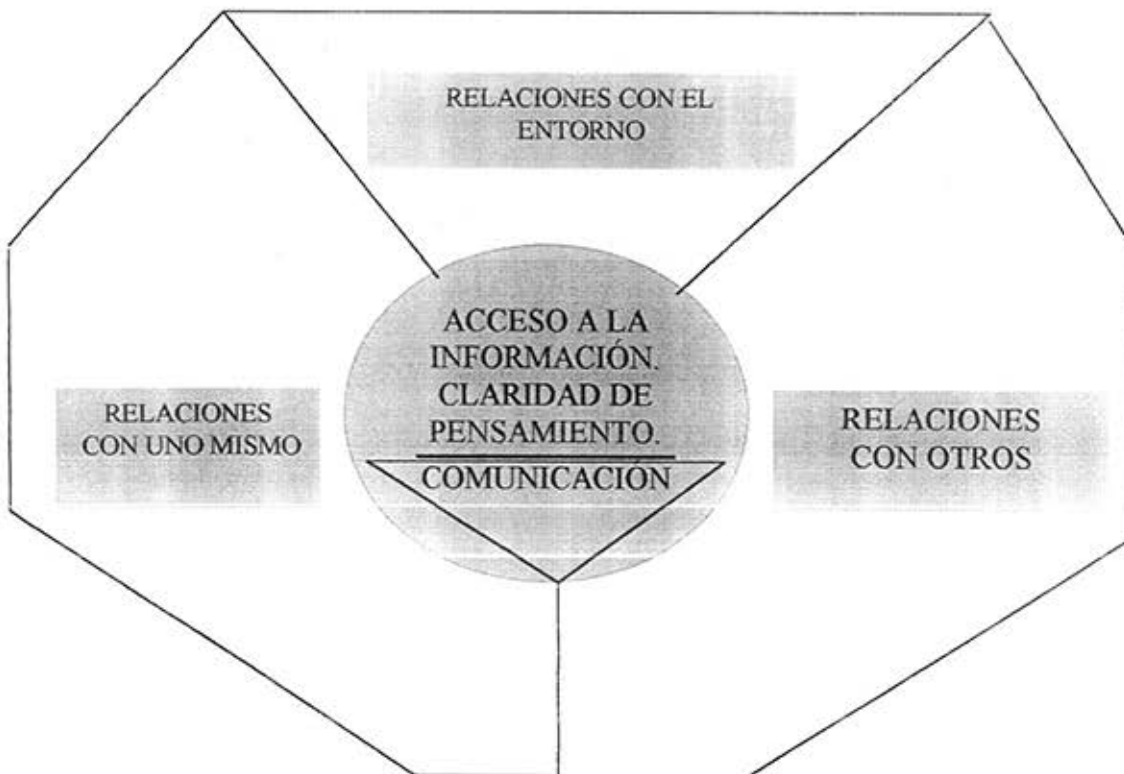 RELACIONES CON EL
ENTORNO
ACCESO A LA
INFORMACIÓN.
CLARIDAD DE
PENSAMIENTO.
COMUNICACIÓN
RELACIONES
CON UNO MISMO
RELACIONES
CON OTROS